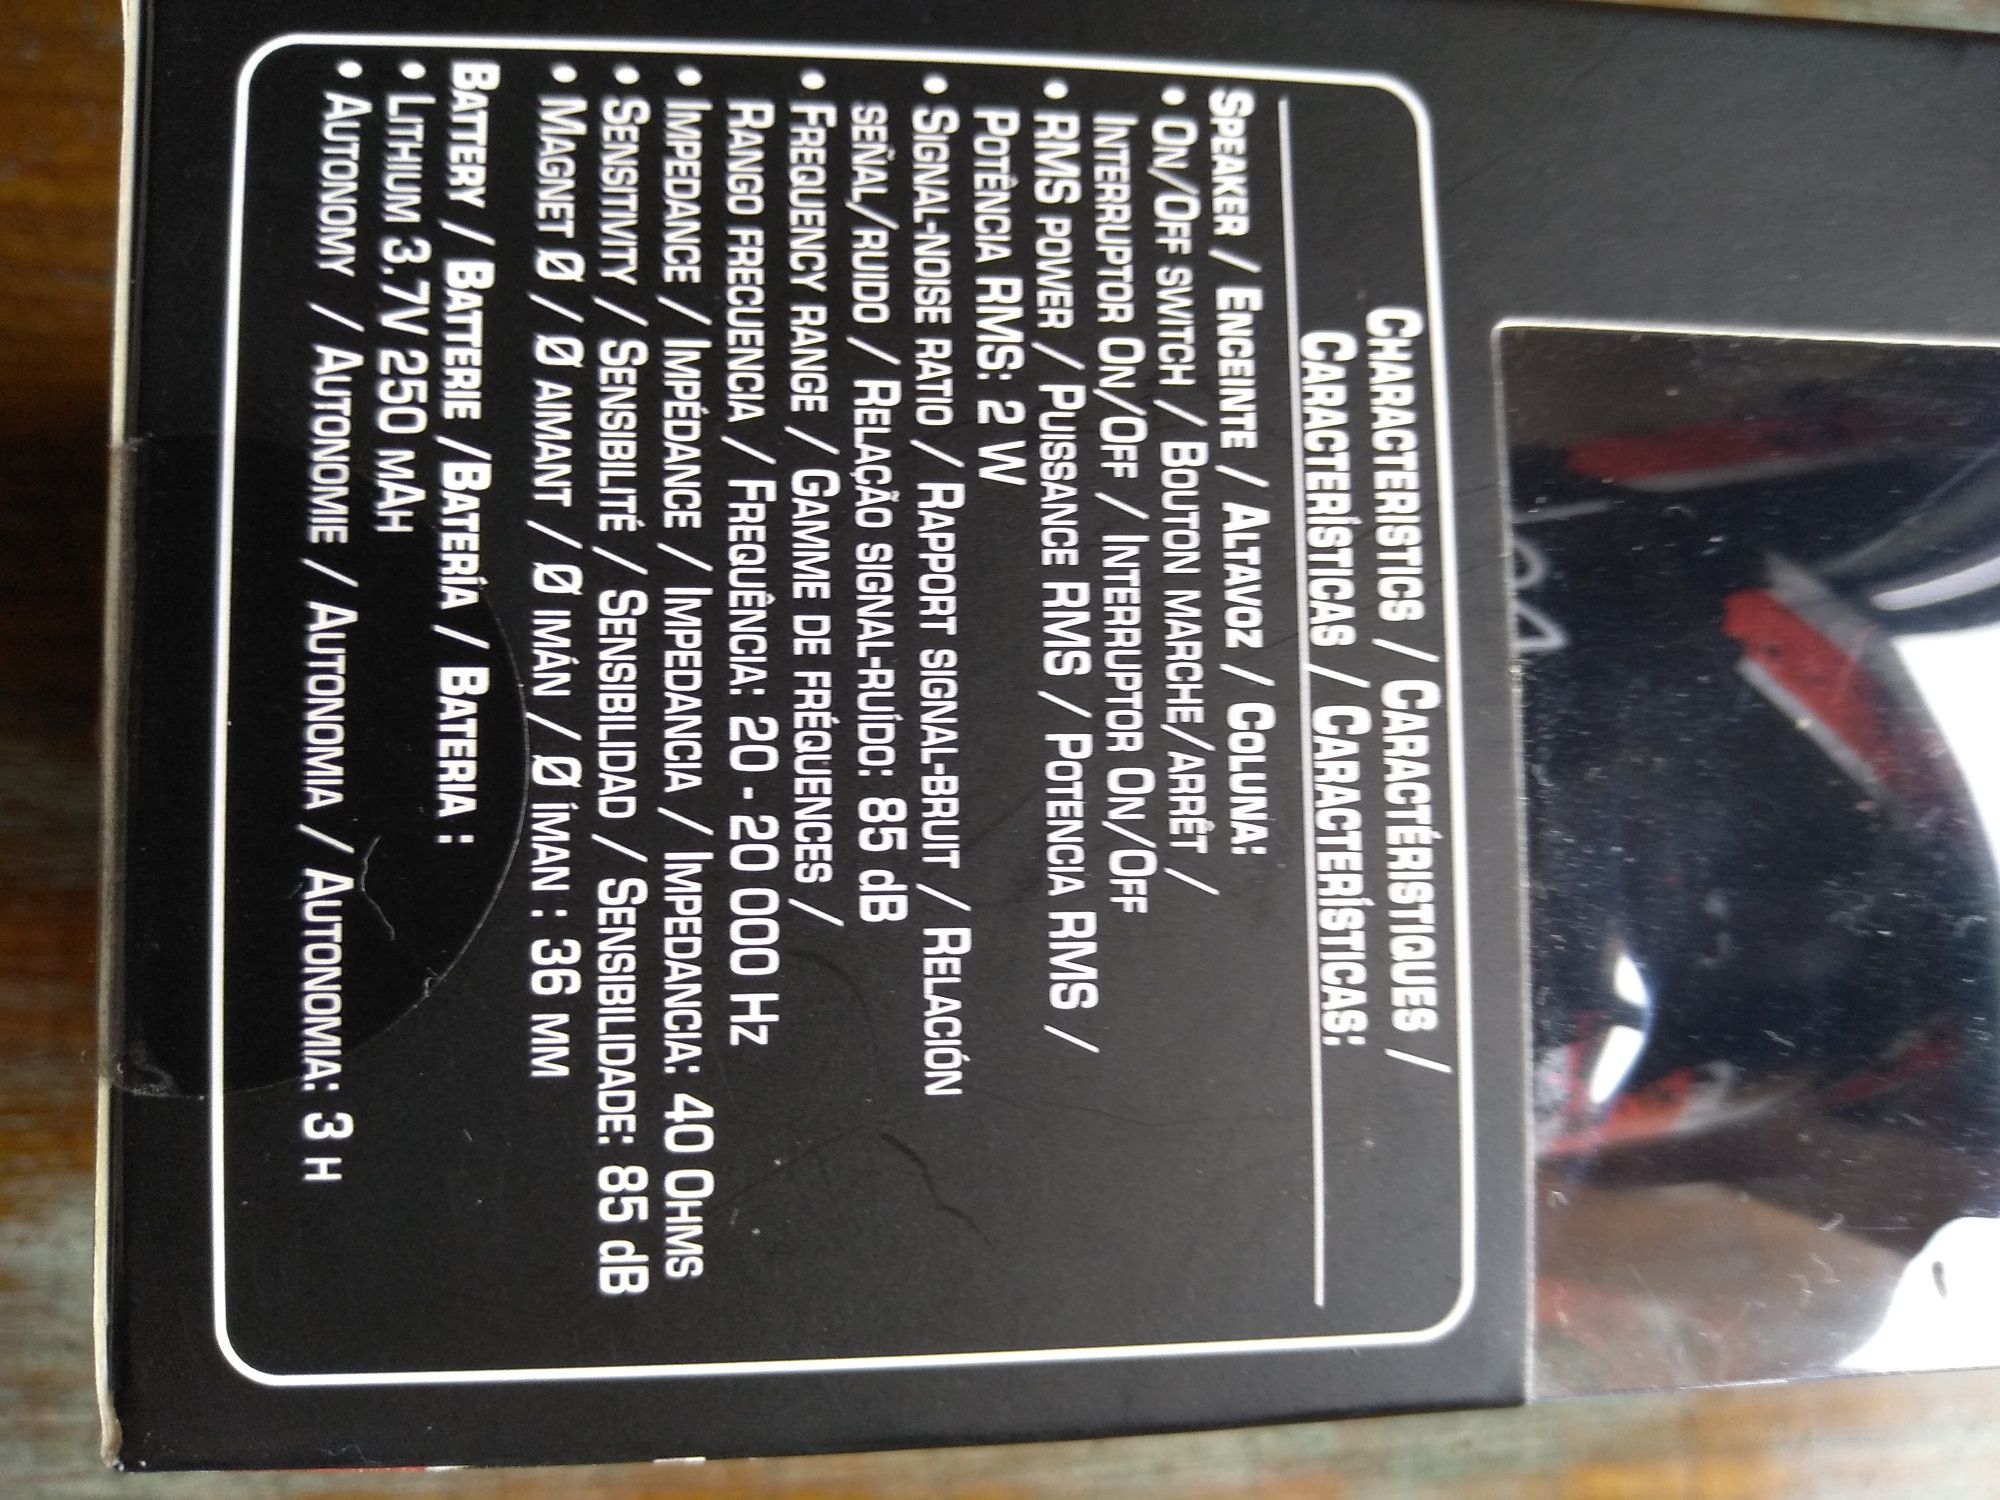 Characteristics / Caractéristiques /
Características / Características:
Speaker / Enceinte / Altavoz / Coluna:
• On/Off switch / Bouton marche/arrêt /
Interruptor On/Off / Interruptor On/Off
• RMS power / Puissance RMS / Potencia RMS /
Potência RMS: 2 W
• Signal-noise ratio / Rapport signal-bruit / Relación
señal/ruido / Relação signal-ruído: 85 dB
• Frequency range / Gamme de fréquences /
Rango frecuencia / Frequência: 20 - 20 000 Hz
• Impedance / Impédance / Impedancia / Impedancia: 40 Ohms
• Sensitivity / Sensibilité / Sensibilidad / Sensibilidade: 85 dB
• Magnet Ø / Ø aimant / Ø imán / Ø íman : 36 mm
Battery / Batterie /Batería / Bateria :
• Lithium 3.7V 250 mAh
• Autonomy / Autonomie / Autonomia / Autonomia: 3 h